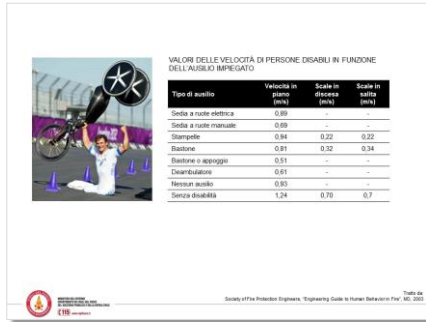 VALORI DELLE VELOCITÀ DI PERSONE DISABILI IN FUNZIONE
DELL'AUSILIO IMPIEGATO
Tipo di ausilio Velocità in piano (m/s) Scale in discesa (m/s) Scale in salita (m/s)
Sedia a ruote elettrica 0,89 - -
Sedia a ruote manuale 0,69 - -
Stampelle 0,94 0,22 0,22
Bastone 0,81 0,32 0,34
Bastone o appoggio 0,51 - -
Deambulatore 0,61 - -
Nessun ausilio 0,93 - -
Senza disabilità 1,24 0,70 0,7
Tratto da:
Society of Fire Protection Engineers, "Engineering Guide to Human Behavior in Fire", MD, 2003
115